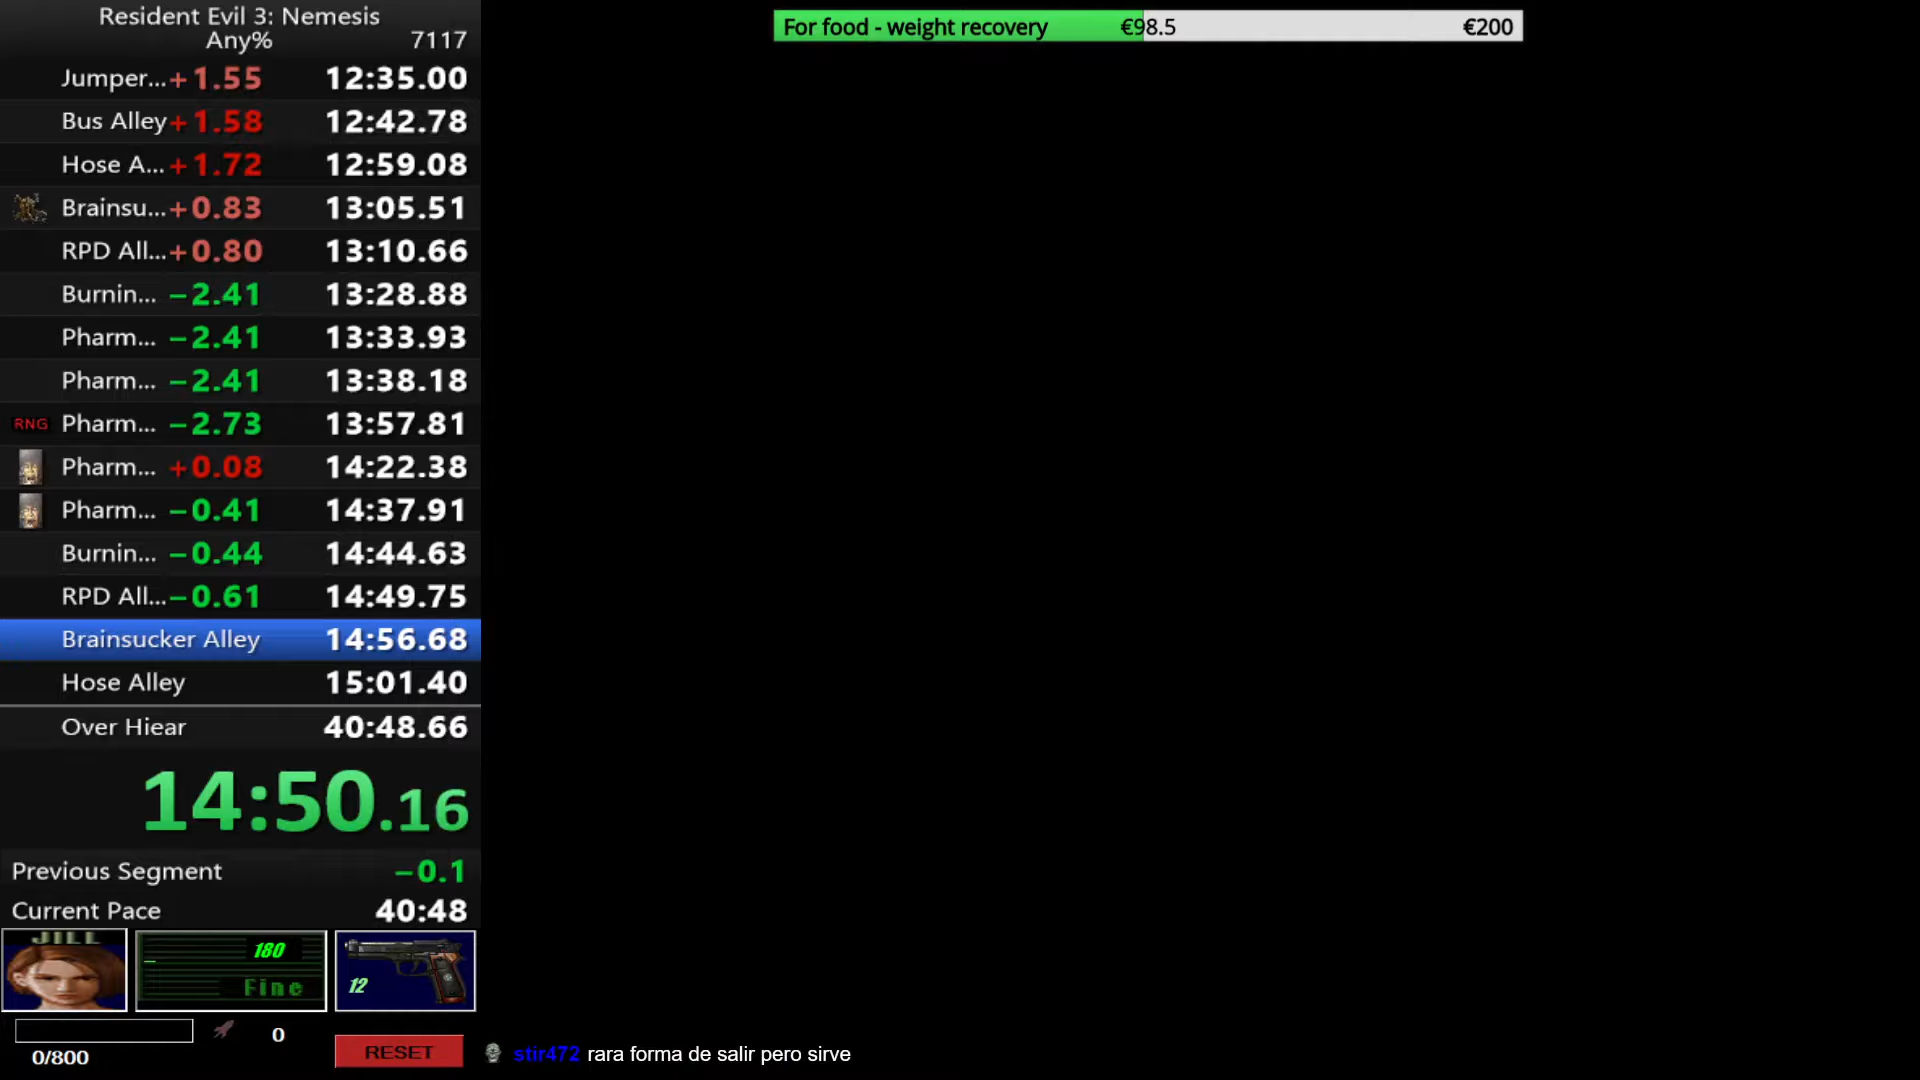 Resident Evil 3: Nemesis
Any% 7117
Jumper... +1.55 12:35.00
Bus Alley +1.58 12:42.78
Hose A... +1.72 12:59.08
Brainsu... +0.83 13:05.51
RPD All... +0.80 13:10.66
Burnin... −2.41 13:28.88
Pharm... −2.41 13:33.93
Pharm... −2.41 13:38.18
RNG Pharm... −2.73 13:57.81
Pharm... +0.08 14:22.38
Pharm... −0.41 14:37.91
Burnin... −0.44 14:44.63
RPD All... −0.61 14:49.75
Brainsucker Alley 14:56.68
Hose Alley 15:01.40
Over Hiear 40:48.66
14:50.16
Previous Segment −0.1
Current Pace 40:48
JILL
180
Fine
12
0
0/800
RESET
For food - weight recovery €98.5 €200
stir472 rara forma de salir pero sirve